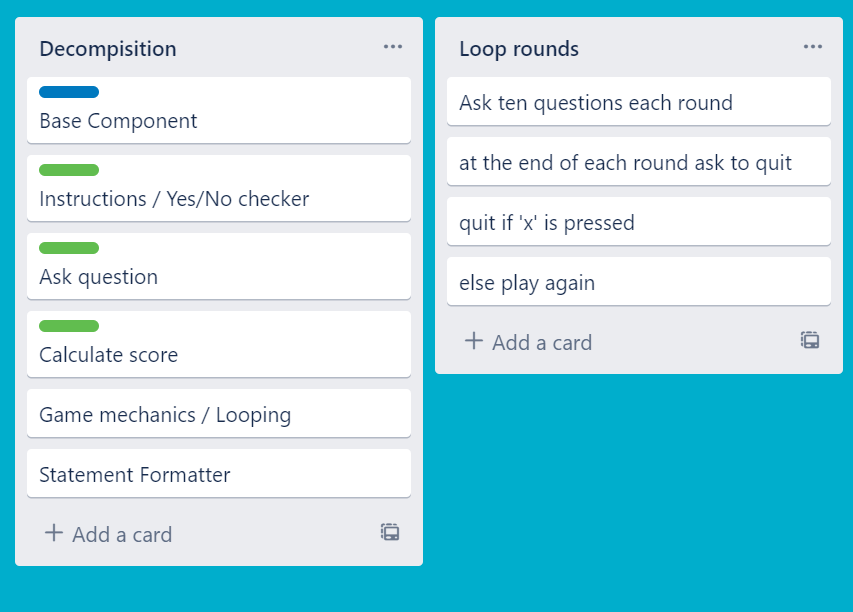 Decompisition
Base Component
Instructions / Yes/No checker
Ask question
Calculate score
Game mechanics / Looping
Statement Formatter
+ Add a card
Loop rounds
Ask ten questions each round
at the end of each round ask to quit
quit if 'x' is pressed
else play again
+ Add a card